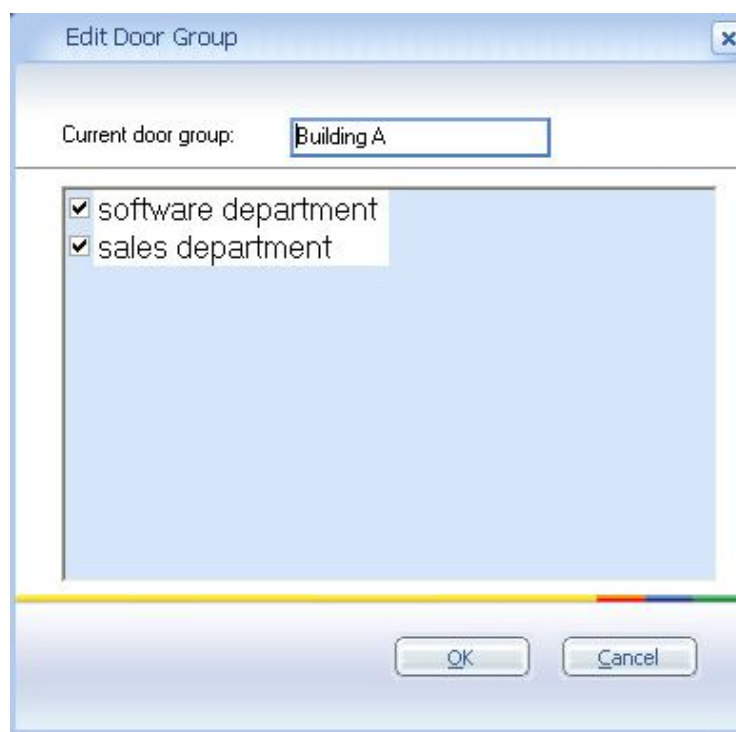 Edit Door Group
Current door group: Building A
software department
sales department
OK Cancel